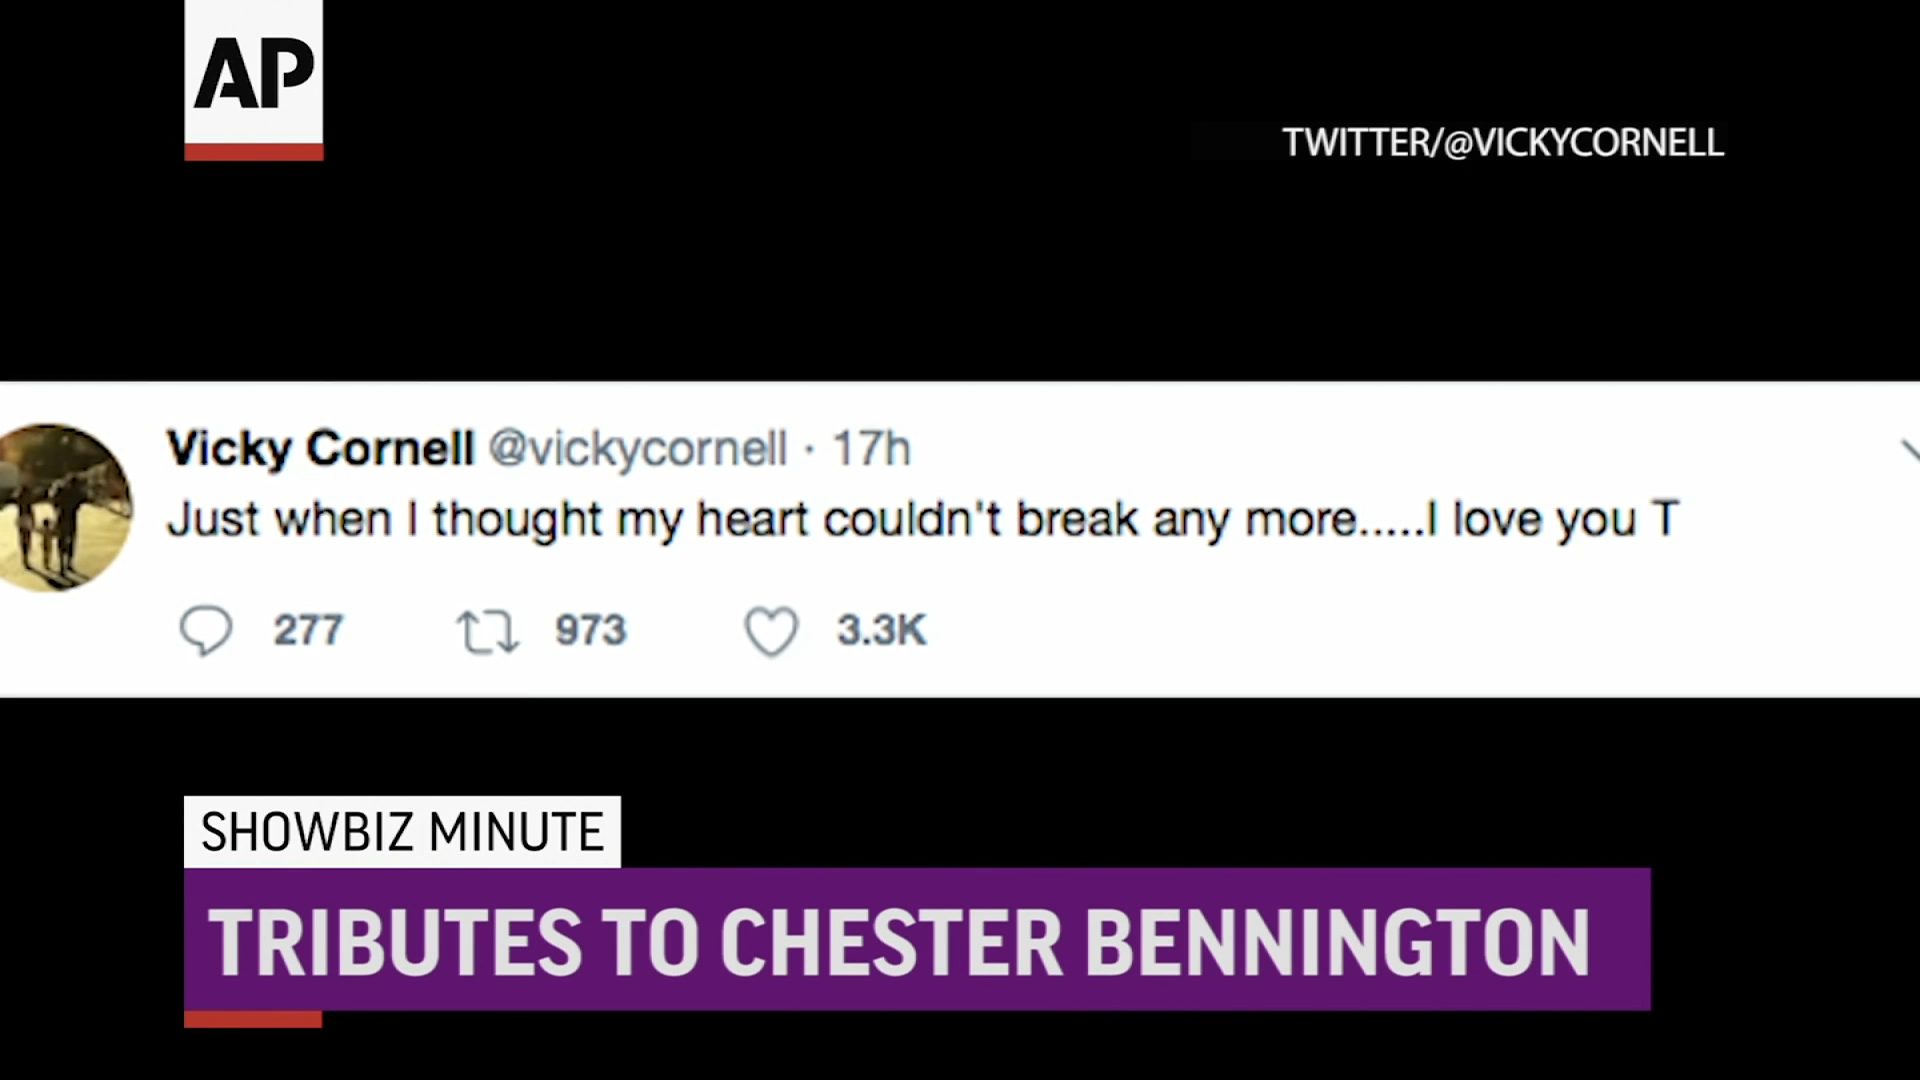 AP
TWITTER/@VICKYCORNELL
Vicky Cornell @vickycornell · 17h
Just when I thought my heart couldn't break any more.....I love you T
277 973 3.3K
SHOWBIZ MINUTE
TRIBUTES TO CHESTER BENNINGTON